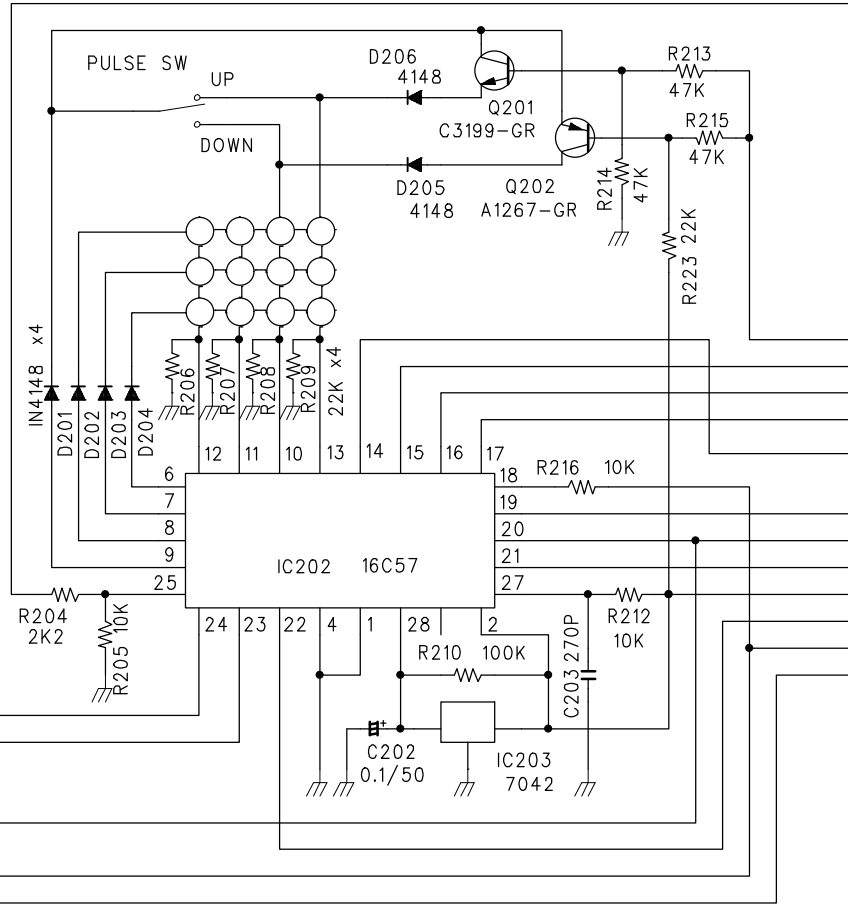 PULSE SW
UP
DOWN
D206
4148
Q201
C3199-GR
R213
47K
R215
47K
D205
4148
Q202
A1267-GR
R214
47K
R223 22K
IN4148 x4
D201
D202
D203
D204
R206
R207
R208
R209
22K x4
12
11
10
13
14
15
16
17
6
7
8
9
25
18
19
20
21
27
R216 10K
IC202 16C57
R204
2K2
R205 10K
24
23
22
4
1
28
2
R212
10K
R210 100K
C203 270P
C202
0.1/50
+
IC203
7042